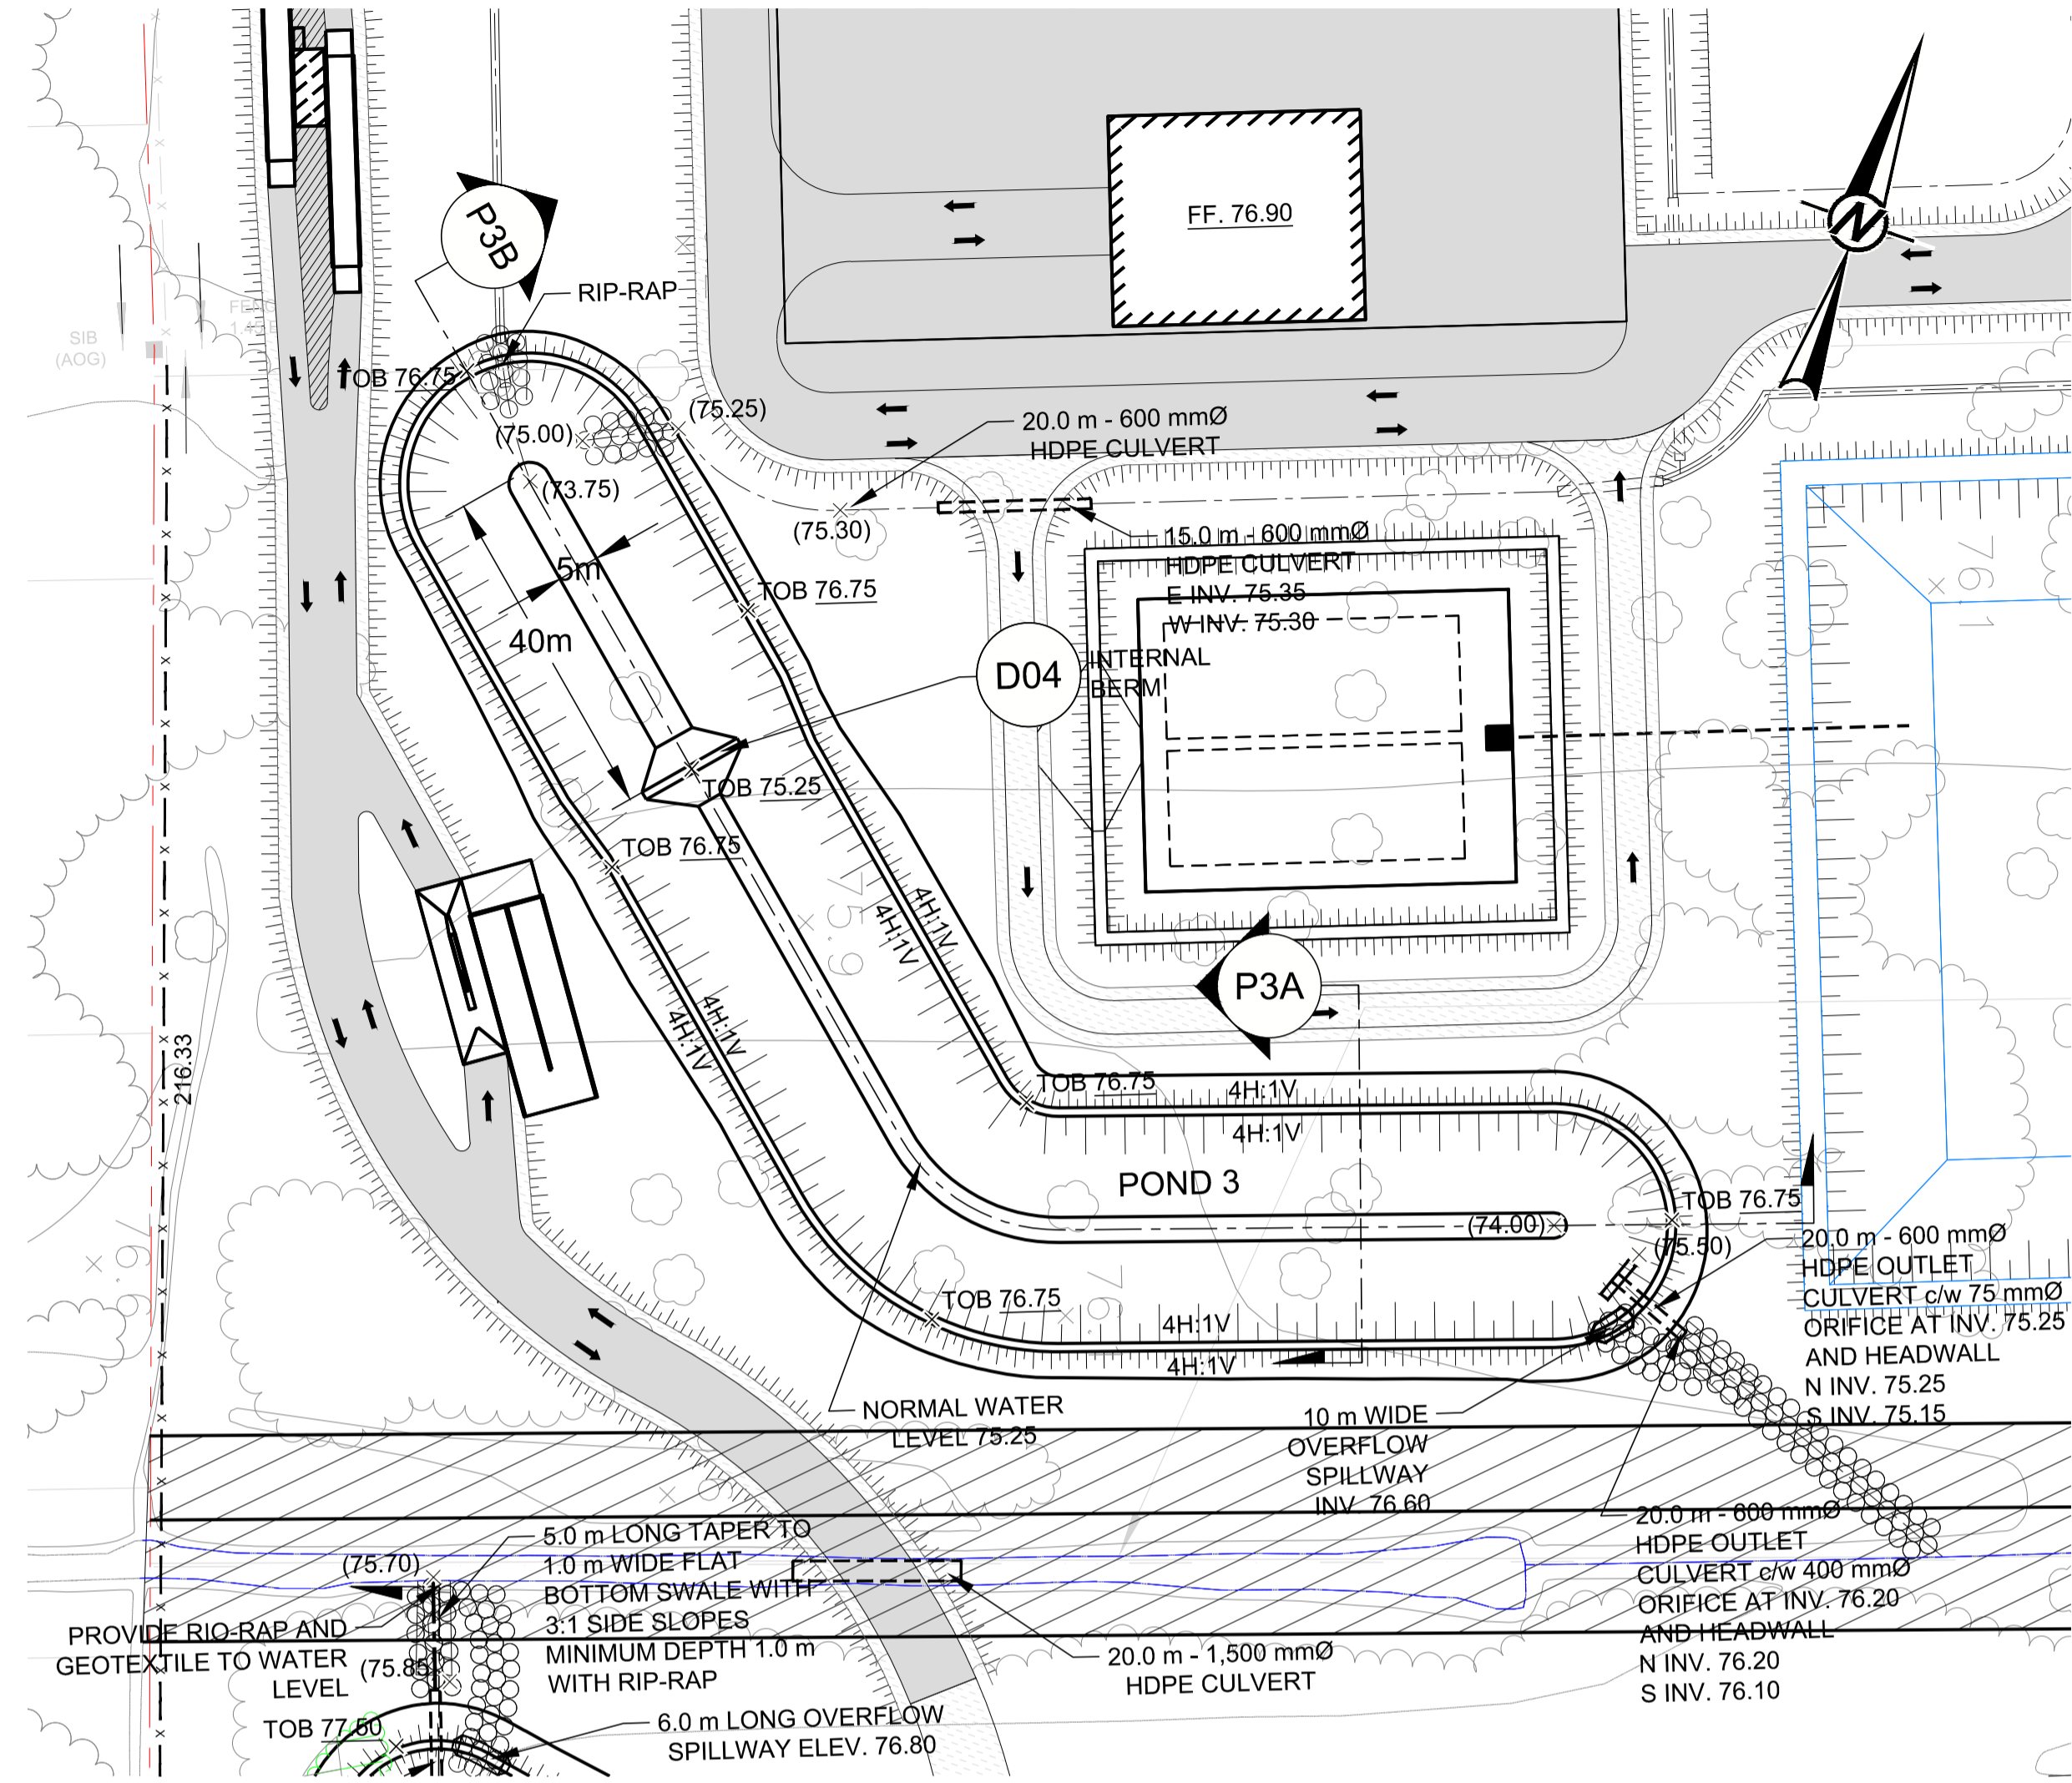 P3B
RIP-RAP
FF. 76.90
N
SIB
(AOG)
TOB 76.75
(75.25)
(75.00)
20.0 m - 600 mmØ
HDPE CULVERT
(73.75)
(75.30)
15.0 m - 600 mmØ
HDPE CULVERT
E INV. 75.35
W INV. 75.30
5m
TOB 76.75
40m
D04
INTERNAL
BERM
76.1
TOB 75.25
TOB 76.75
75.9
4H:1V
4H:1V
4H:1V
4H:1V
P3A
216.33
TOB 76.75
4H:1V
4H:1V
POND 3
TOB 76.75
(74.00)
(75.50)
20.0 m - 600 mmØ
HDPE OUTLET
CULVERT c/w 75 mmØ
ORIFICE AT INV. 75.25
AND HEADWALL
N INV. 75.25
S INV. 75.15
TOB 76.75
4H:1V
4H:1V
NORMAL WATER
LEVEL 75.25
10 m WIDE
OVERFLOW
SPILLWAY
INV. 76.60
20.0 m - 600 mmØ
HDPE OUTLET
CULVERT c/w 400 mmØ
ORIFICE AT INV. 76.20
AND HEADWALL
N INV. 76.20
S INV. 76.10
5.0 m LONG TAPER TO
1.0 m WIDE FLAT
BOTTOM SWALE WITH
3:1 SIDE SLOPES
MINIMUM DEPTH 1.0 m
WITH RIP-RAP
(75.70)
PROVIDE RIO-RAP AND
GEOTEXTILE TO WATER
LEVEL
(75.85)
20.0 m - 1,500 mmØ
HDPE CULVERT
TOB 77.50
6.0 m LONG OVERFLOW
SPILLWAY ELEV. 76.80